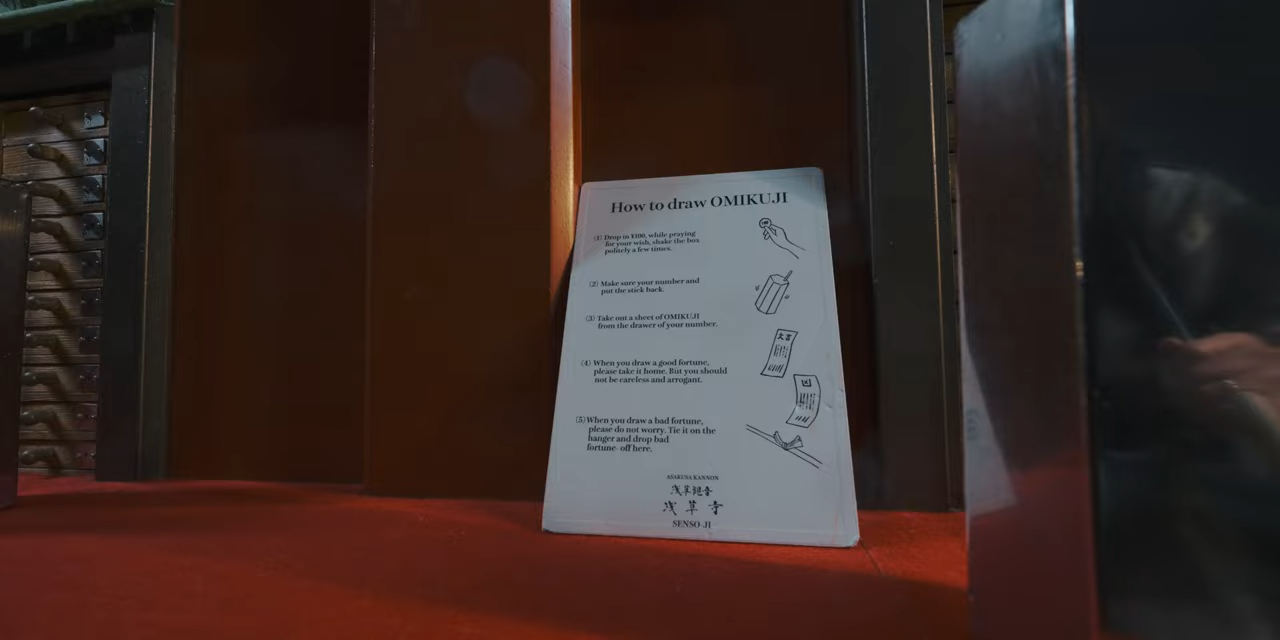 How to draw OMIKUJI
(1) Drop in ¥100, while praying
for your wish, shake the box
politely a few times.
(2) Make sure your number and
put the stick back.
(3) Take out a sheet of OMIKUJI
from the drawer of your number.
(4) When you draw a good fortune,
please take it home. But you should
not be careless and arrogant.
(5) When you draw a bad fortune,
please do not worry. Tie it on the
hanger and drop bad
fortune off here.
大吉
凶
ASAKUSA KANNON
浅草観音
浅草寺
SENSO-JI